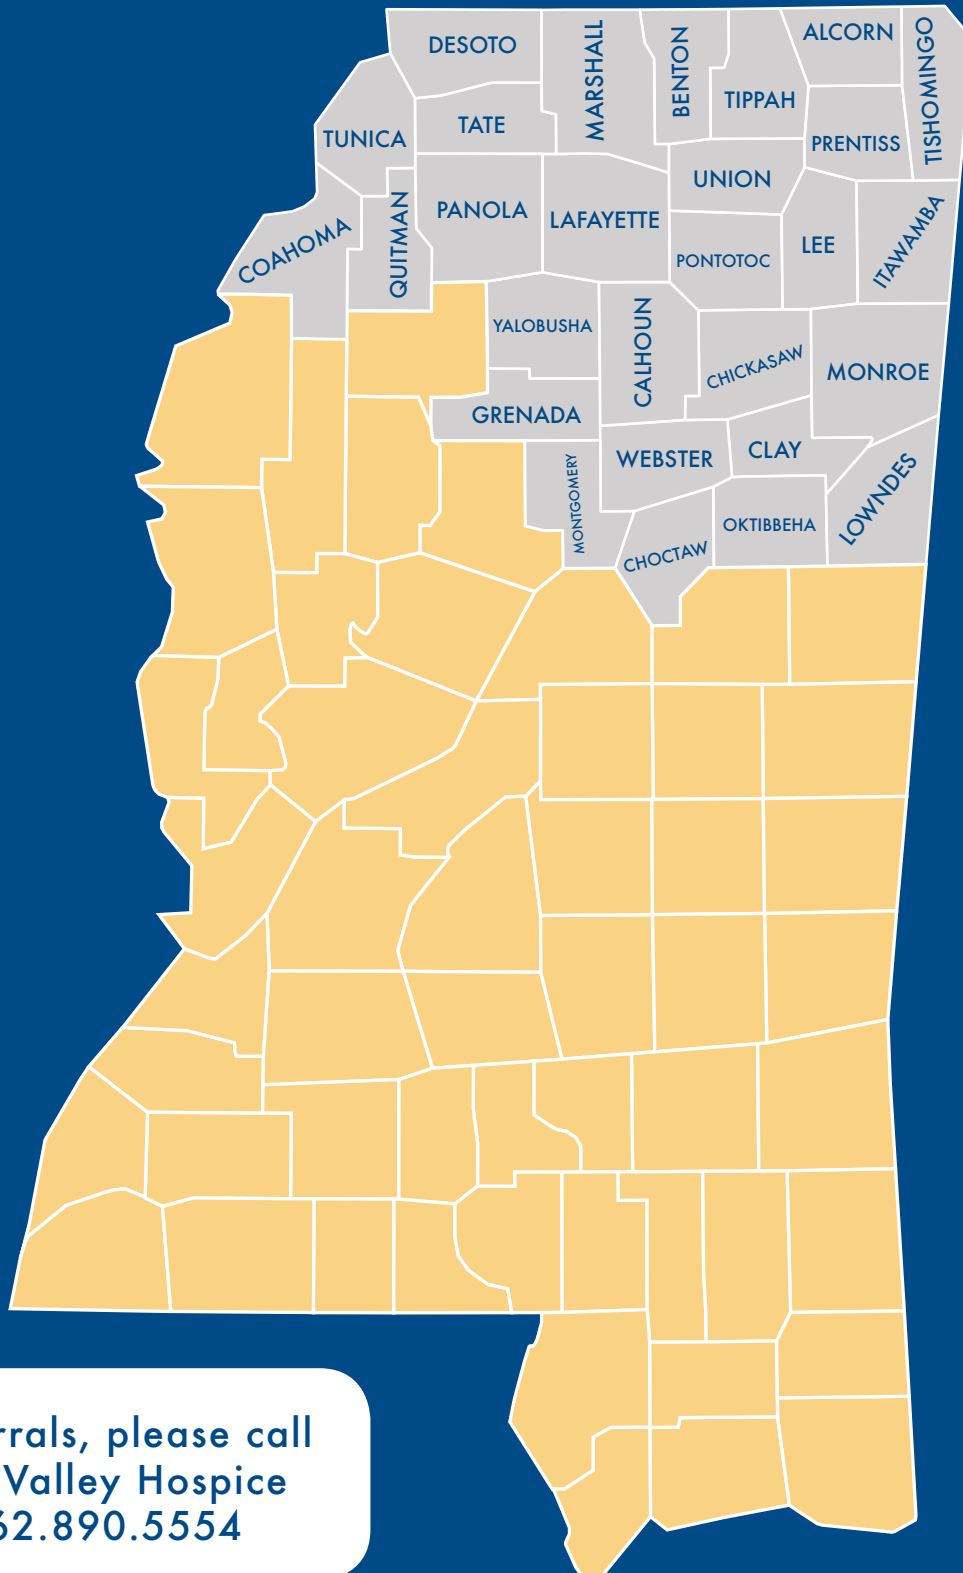 DESOTO
MARSHALL
BENTON
TIPPAH
ALCORN
TISHOMINGO
TUNICA
TATE
PRENTISS
UNION
COAHOMA
QUITMAN
PANOLA
LAFAYETTE
PONTOTOC
LEE
ITAWAMBA
YALOBUSHA
CALHOUN
CHICKASAW
MONROE
GRENADA
WEBSTER
CLAY
LOWNDES
MONTGOMERY
CHOCTAW
OKTIBBEHA
rrals, please call
Valley Hospice
62.890.5554